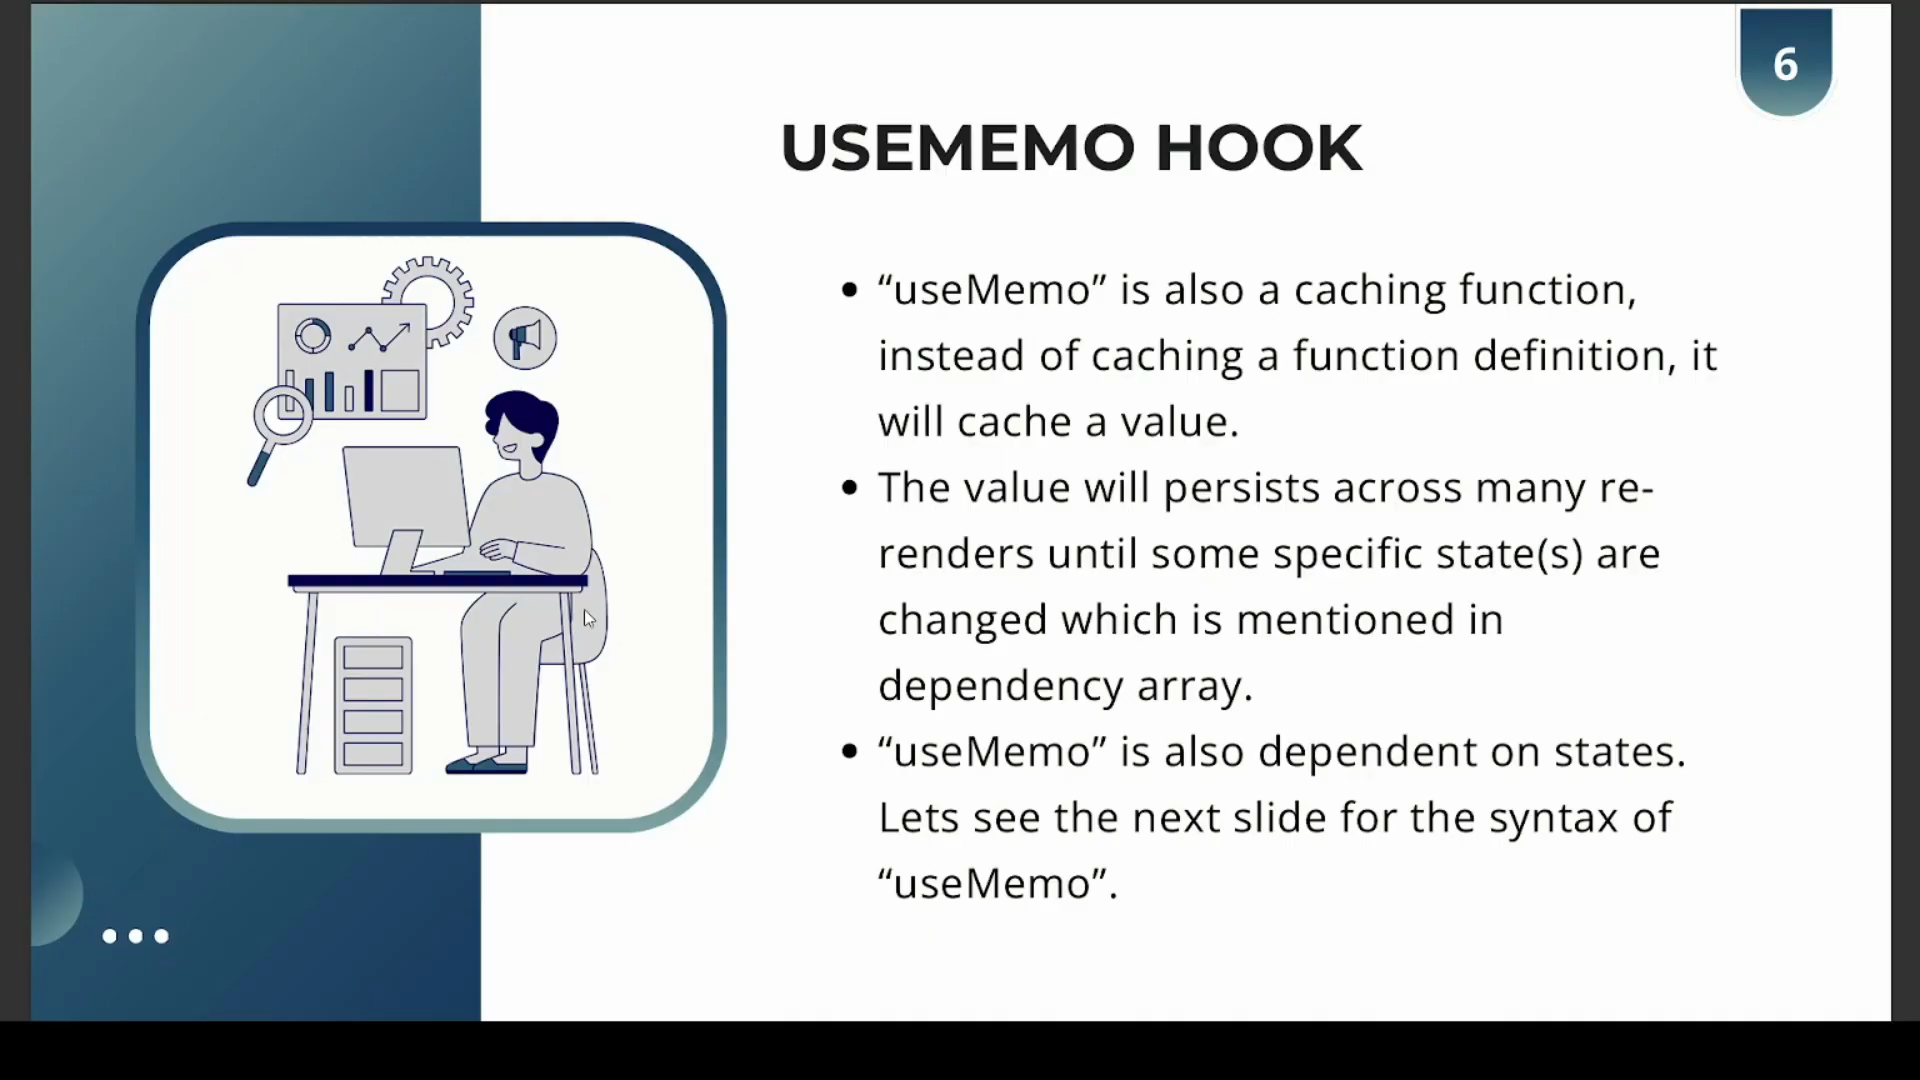 6
USEMEMO HOOK
• “useMemo” is also a caching function,
instead of caching a function definition, it
will cache a value.
• The value will persists across many re-
renders until some specific state(s) are
changed which is mentioned in
dependency array.
• “useMemo” is also dependent on states.
Lets see the next slide for the syntax of
“useMemo”.